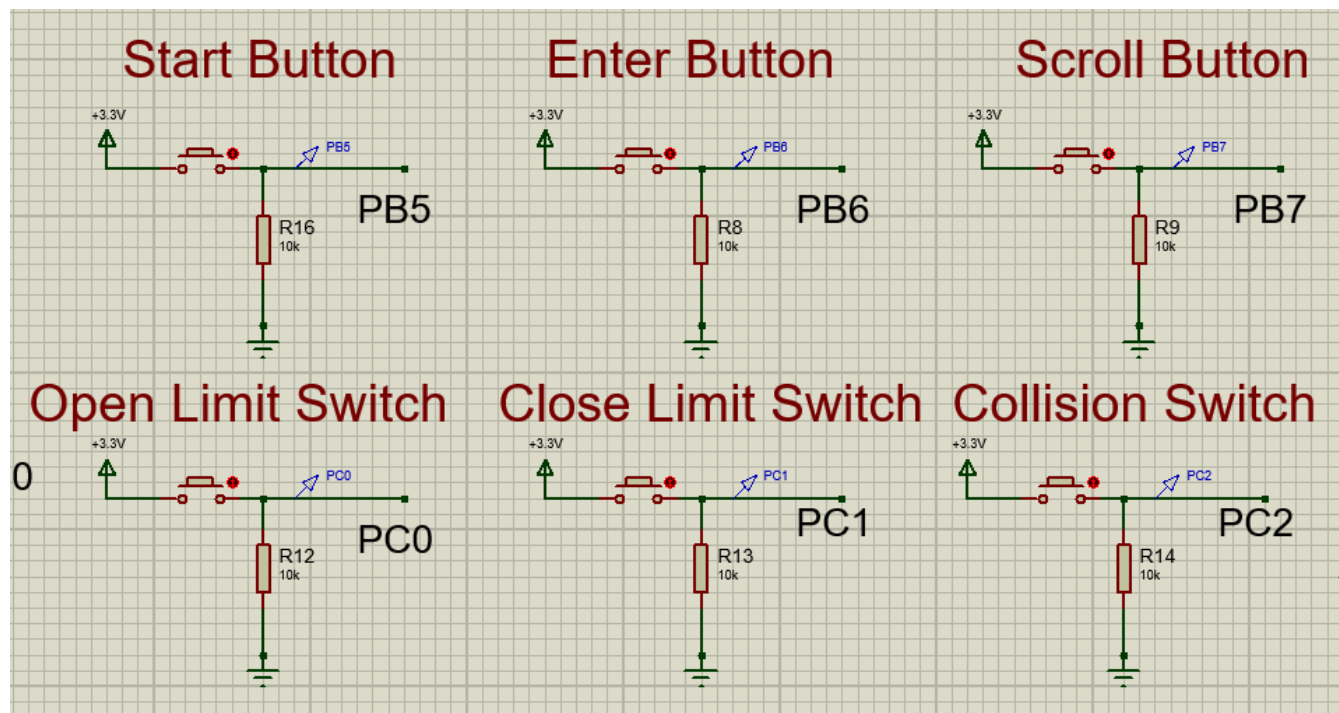 Start Button
Enter Button
Scroll Button
+3.3V
+3.3V
+3.3V
PB5
PB6
PB7
PB5
PB6
PB7
R16
10k
R8
10k
R9
10k
Open Limit Switch
Close Limit Switch
Collision Switch
+3.3V
+3.3V
+3.3V
0
PC0
PC1
PC2
PC0
PC1
PC2
R12
10k
R13
10k
R14
10k